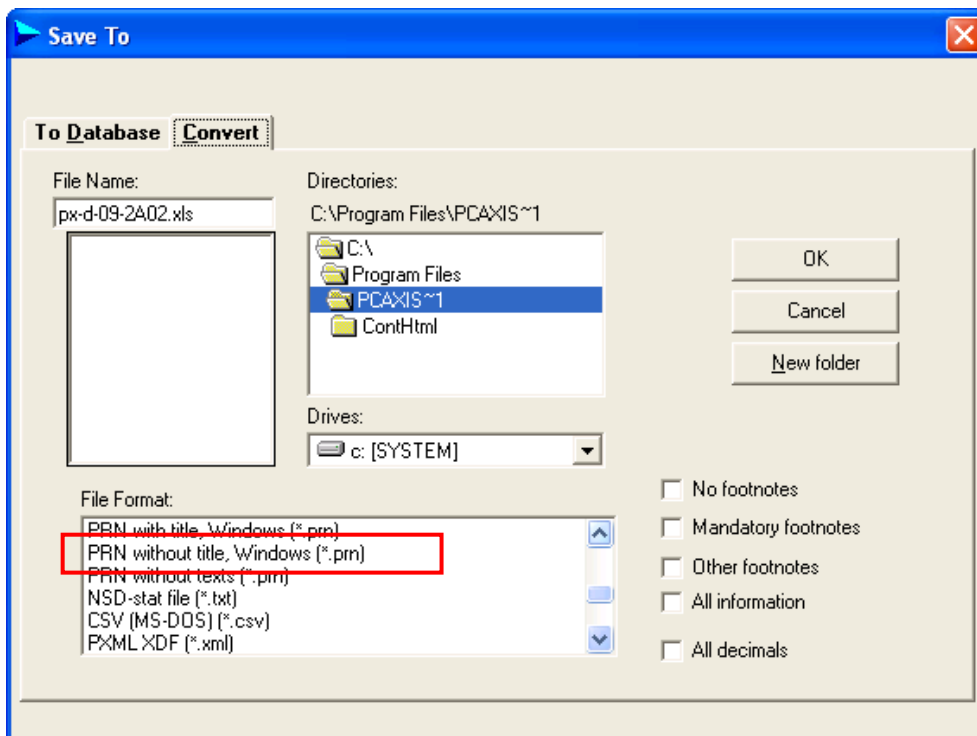 Save To
To Database Convert
File Name:
px-d-09-2A02.xls
Directories:
C:\Program Files\PCAXIS~1
C:\
Program Files
PCAXIS~1
ContHtml
Drives:
c: [SYSTEM]
OK
Cancel
New folder
File Format:
PRN with title, Windows (*.prn)
PRN without title, Windows (*.prn)
PRN without texts (*.prn)
NSD-stat file (*.txt)
CSV (MS-DOS) (*.csv)
PXML XDF (*.xml)
No footnotes
Mandatory footnotes
Other footnotes
All information
All decimals